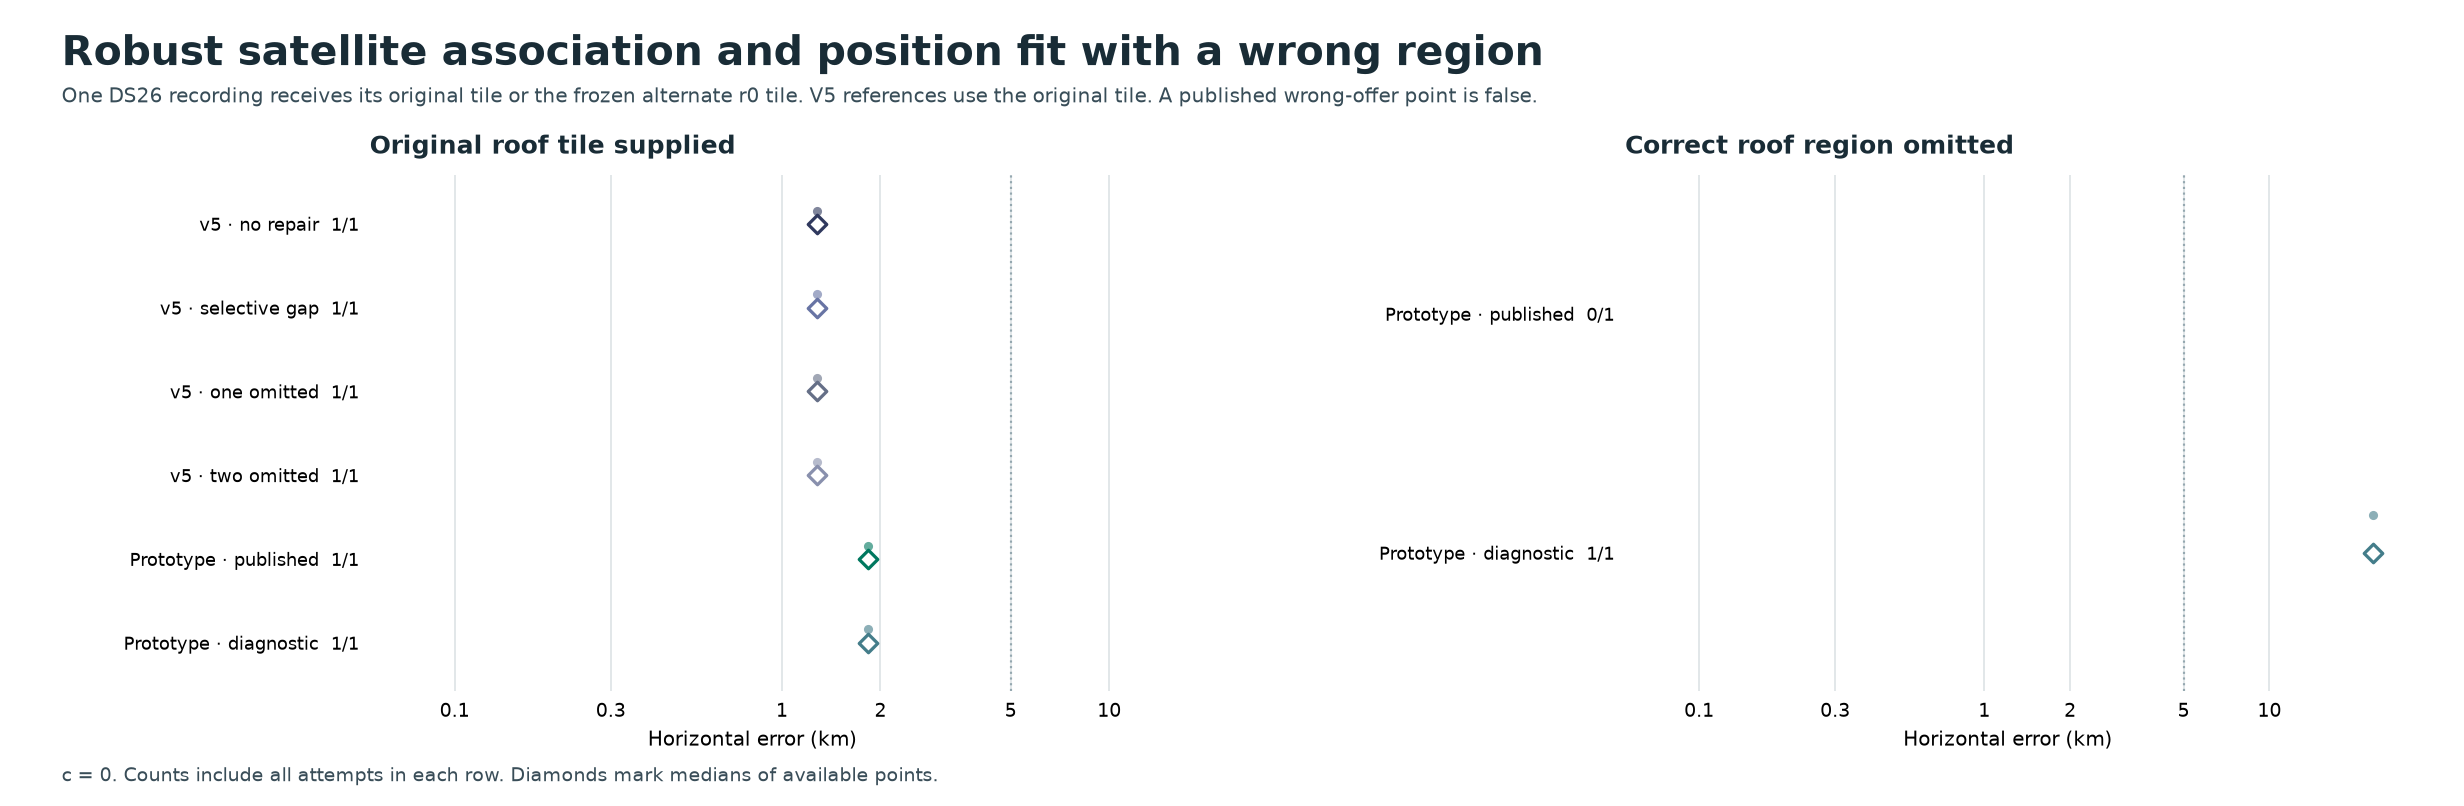 Robust satellite association and position fit with a wrong region
One DS26 recording receives its original tile or the frozen alternate r0 tile. V5 references use the original tile. A published wrong-offer point is false.
Original roof tile supplied
v5 · no repair 1/1
v5 · selective gap 1/1
v5 · one omitted 1/1
v5 · two omitted 1/1
Prototype · published 1/1
Prototype · diagnostic 1/1
0.1 0.3 1 2 5 10
Horizontal error (km)
Correct roof region omitted
Prototype · published 0/1
Prototype · diagnostic 1/1
0.1 0.3 1 2 5 10
Horizontal error (km)
c = 0. Counts include all attempts in each row. Diamonds mark medians of available points.